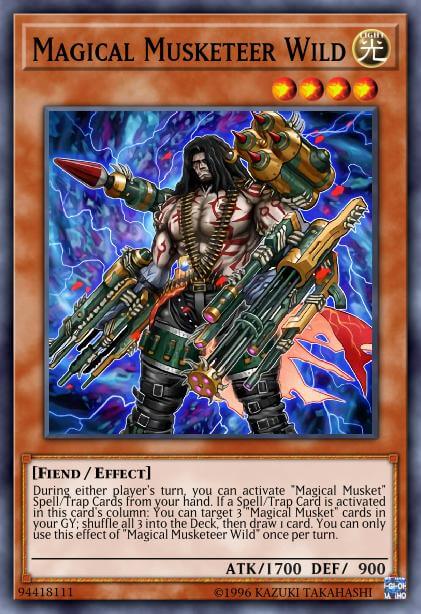 MAGICAL MUSKETEER WILD
LIGHT
光
[FIEND / EFFECT]
During either player's turn, you can activate "Magical Musket"
Spell/Trap Cards from your hand. If a Spell/Trap Card is activated
in this card's column: You can target 3 "Magical Musket" cards in
your GY; shuffle all 3 into the Deck, then draw 1 card. You can only
use this effect of "Magical Musketeer Wild" once per turn.
ATK/1700 DEF/ 900
94418111
©1996 KAZUKI TAKAHASHI